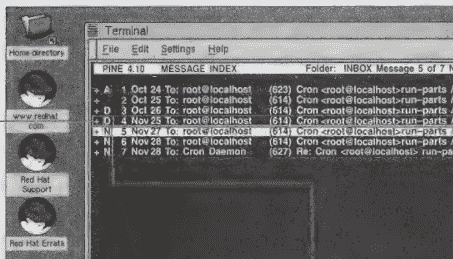 Terminal
File Edit Settings Help
PINE 4.10 MESSAGE INDEX Folder: INBOX Message 5 of 7 N
+ A 1 Oct 24 To: root@localhost (623) Cron <root@localhost>run-parts /
+ 2 Oct 25 To: root@localhost (614) Cron <root@localhost>run-parts /
+ D 3 Oct 26 To: root@localhost (614) Cron <root@localhost>run-parts /
+ D 4 Nov 25 To: root@localhost (614) Cron <root@localhost>run-parts /
+ N 5 Nov 27 To: root@localhost (614) Cron <root@localhost>run-parts /
+ N 6 Nov 28 To: root@localhost (614) Cron <root@localhost>run-parts /
+ N 7 Nov 28 To: Cron Daemon (627) Re: Cron <root@localhost> run-pa
Home directory
www.redhat
com
Red Hat
Support
Red Hat Errata